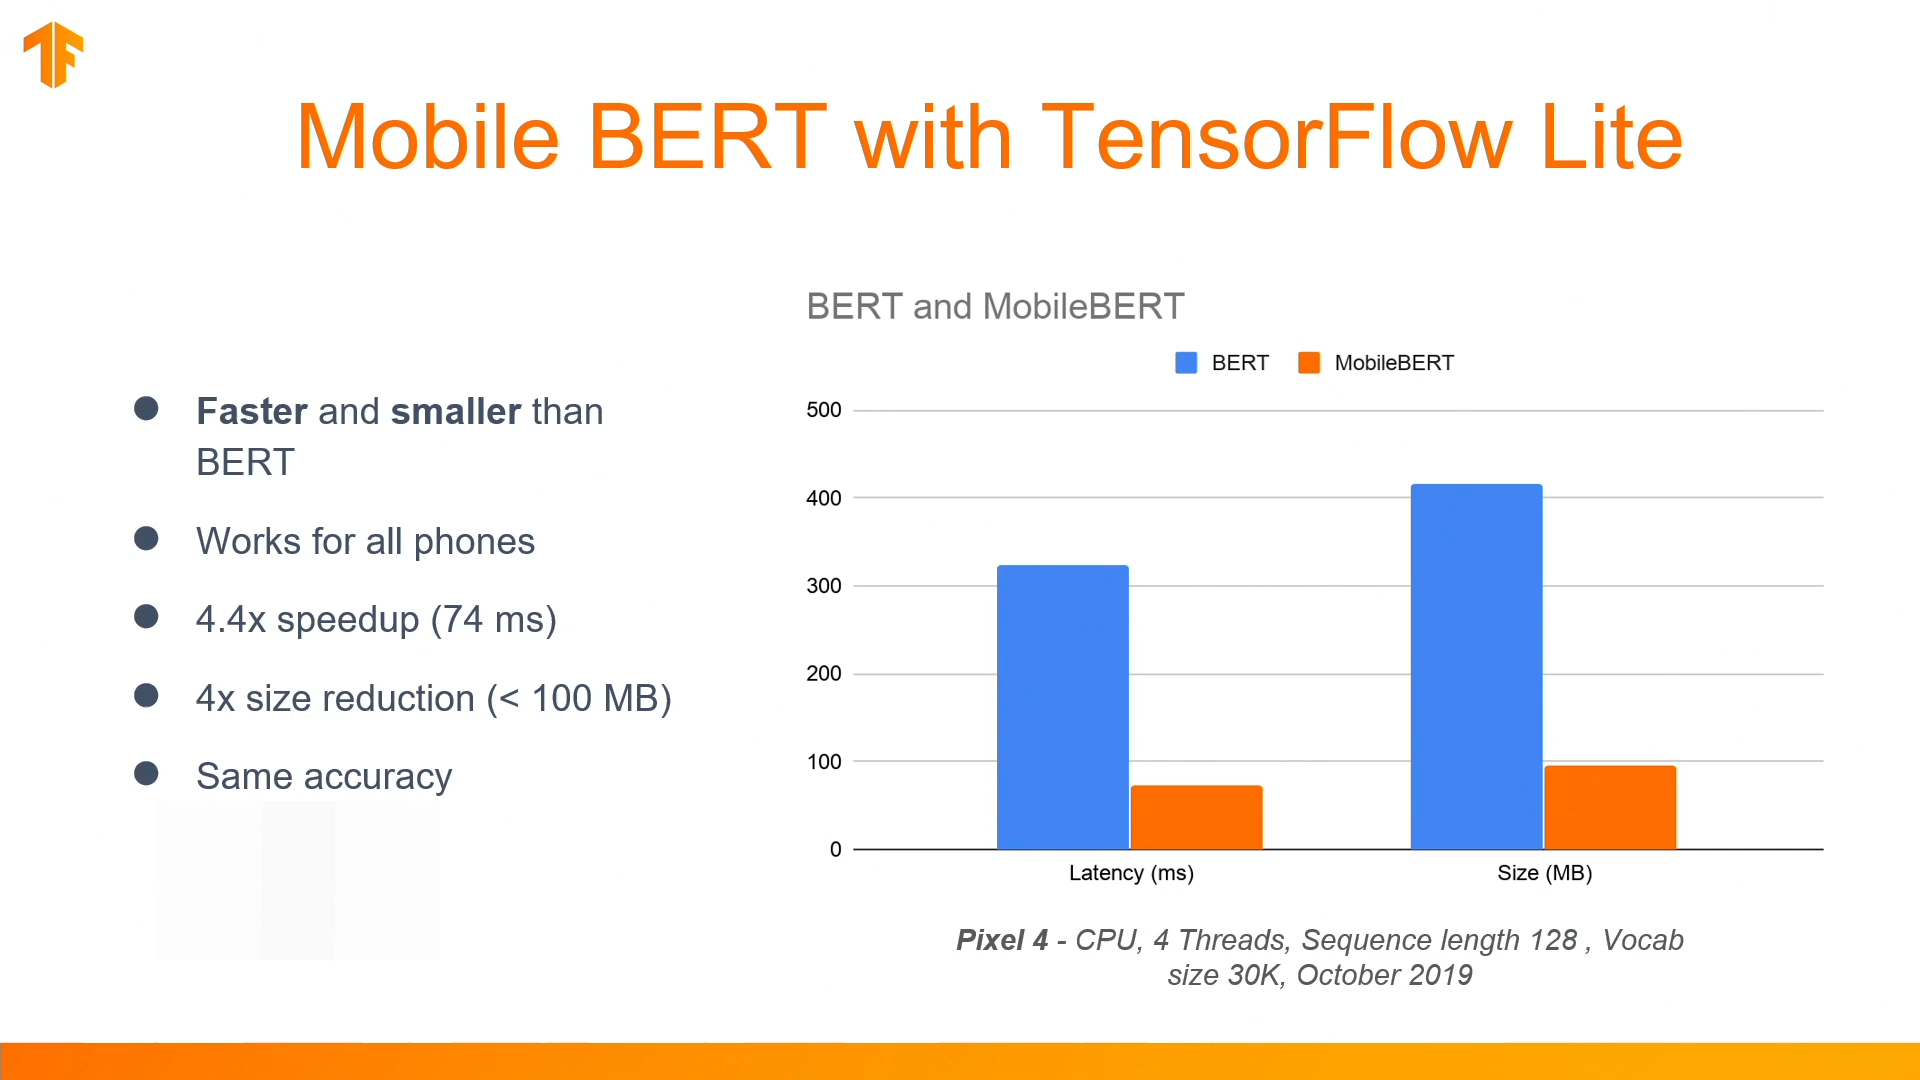 Mobile BERT with TensorFlow Lite
Faster and smaller than
BERT
Works for all phones
4.4x speedup (74 ms)
4x size reduction (< 100 MB)
Same accuracy
BERT and MobileBERT
BERT MobileBERT
500
400
300
200
100
0
Latency (ms) Size (MB)
Pixel 4 - CPU, 4 Threads, Sequence length 128 , Vocab
size 30K, October 2019